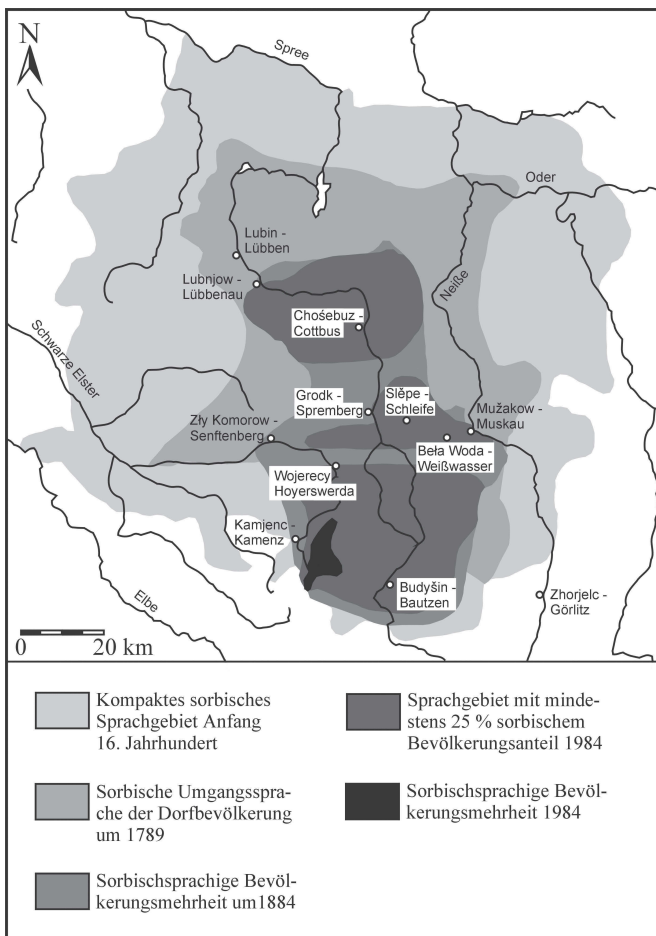 N
Spree
Oder
Lubin -
Lübben
Neiße
Lubnjow -
Lübbenau
Chośebuz -
Cottbus
Schwarze Elster
Grodk -
Spremberg
Slěpe -
Schleife
Mužakow -
Muskau
Zły Komorow -
Senftenberg
Beła Woda -
Weißwasser
Wojerecy
Hoyerswerda
Kamjenc -
Kamenz
Budyšin -
Bautzen
Zhorjelc -
Görlitz
Elbe
0 20 km
Kompaktes sorbisches
Sprachgebiet Anfang
16. Jahrhundert
Sorbische Umgangsspra-
che der Dorfbevölkerung
um 1789
Sorbischsprachige Bevöl-
kerungsmehrheit um1884
Sprachgebiet mit minde-
stens 25 % sorbischem
Bevölkerungsanteil 1984
Sorbischsprachige Bevöl-
kerungsmehrheit 1984